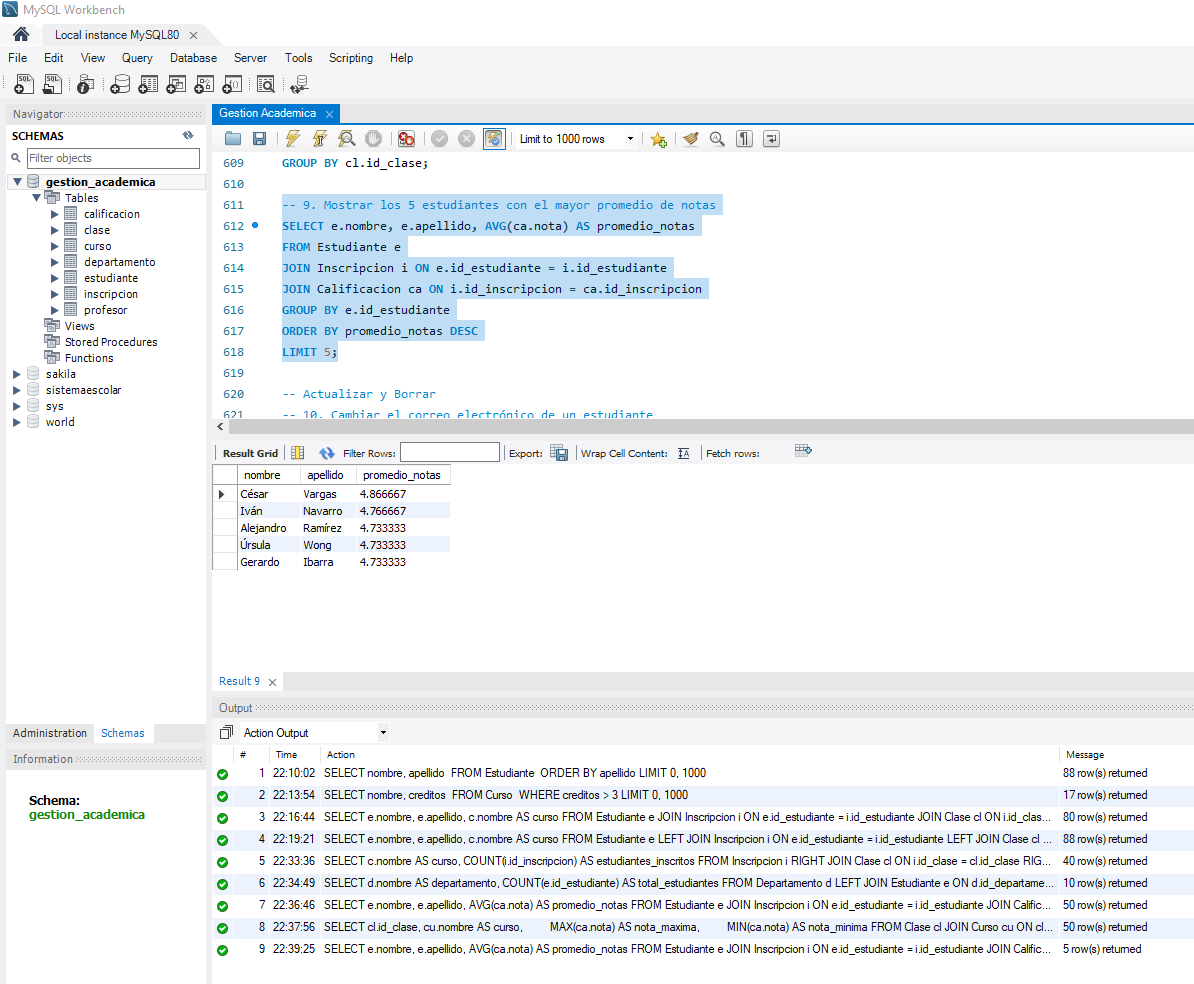 MySQL Workbench
Local instance MySQL80
File Edit View Query Database Server Tools Scripting Help
Navigator
SCHEMAS
Filter objects
gestion_academica
Tables
calificacion
clase
curso
departamento
estudiante
inscripcion
profesor
Views
Stored Procedures
Functions
sakila
sistemaescolar
sys
world
Administration Schemas
Information
Schema:
gestion_academica
Gestion Academica
Limit to 1000 rows
609 GROUP BY cl.id_clase;
610
611 -- 9. Mostrar los 5 estudiantes con el mayor promedio de notas
612 SELECT e.nombre, e.apellido, AVG(ca.nota) AS promedio_notas
613 FROM Estudiante e
614 JOIN Inscripcion i ON e.id_estudiante = i.id_estudiante
615 JOIN Calificacion ca ON i.id_inscripcion = ca.id_inscripcion
616 GROUP BY e.id_estudiante
617 ORDER BY promedio_notas DESC
618 LIMIT 5;
619
620 -- Actualizar y Borrar
621 -- 10. Cambiar el correo electrónico de un estudiante
Result Grid Filter Rows: Export: Wrap Cell Content: Fetch rows:
nombre apellido promedio_notas
César Vargas 4.866667
Iván Navarro 4.766667
Alejandro Ramírez 4.733333
Úrsula Wong 4.733333
Gerardo Ibarra 4.733333
Result 9
Output
Action Output
# Time Action Message
1 22:10:02 SELECT nombre, apellido FROM Estudiante ORDER BY apellido LIMIT 0, 1000 88 row(s) returned
2 22:13:54 SELECT nombre, creditos FROM Curso WHERE creditos > 3 LIMIT 0, 1000 17 row(s) returned
3 22:16:44 SELECT e.nombre, e.apellido, c.nombre AS curso FROM Estudiante e JOIN Inscripcion i ON e.id_estudiante = i.id_estudiante JOIN Clase cl ON i.id_clas... 80 row(s) returned
4 22:19:21 SELECT e.nombre, e.apellido, c.nombre AS curso FROM Estudiante e LEFT JOIN Inscripcion i ON e.id_estudiante = i.id_estudiante LEFT JOIN Clase cl ... 88 row(s) returned
5 22:33:36 SELECT c.nombre AS curso, COUNT(i.id_inscripcion) AS estudiantes_inscritos FROM Inscripcion i RIGHT JOIN Clase cl ON i.id_clase = cl.id_clase RIG... 40 row(s) returned
6 22:34:49 SELECT d.nombre AS departamento, COUNT(e.id_estudiante) AS total_estudiantes FROM Departamento d LEFT JOIN Estudiante e ON d.id_departame... 10 row(s) returned
7 22:36:46 SELECT e.nombre, e.apellido, AVG(ca.nota) AS promedio_notas FROM Estudiante e JOIN Inscripcion i ON e.id_estudiante = i.id_estudiante JOIN Calific... 50 row(s) returned
8 22:37:56 SELECT cl.id_clase, cu.nombre AS curso, MAX(ca.nota) AS nota_maxima, MIN(ca.nota) AS nota_minima FROM Clase cl JOIN Curso cu ON cl... 50 row(s) returned
9 22:39:25 SELECT e.nombre, e.apellido, AVG(ca.nota) AS promedio_notas FROM Estudiante e JOIN Inscripcion i ON e.id_estudiante = i.id_estudiante JOIN Calific... 5 row(s) returned